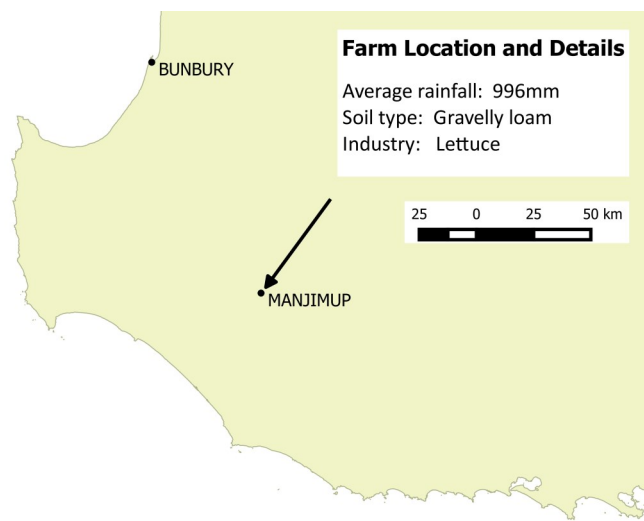 Farm Location and Details
BUNBURY
Average rainfall: 996mm
Soil type: Gravelly loam
Industry: Lettuce
25 0 25 50 km
MANJIMUP